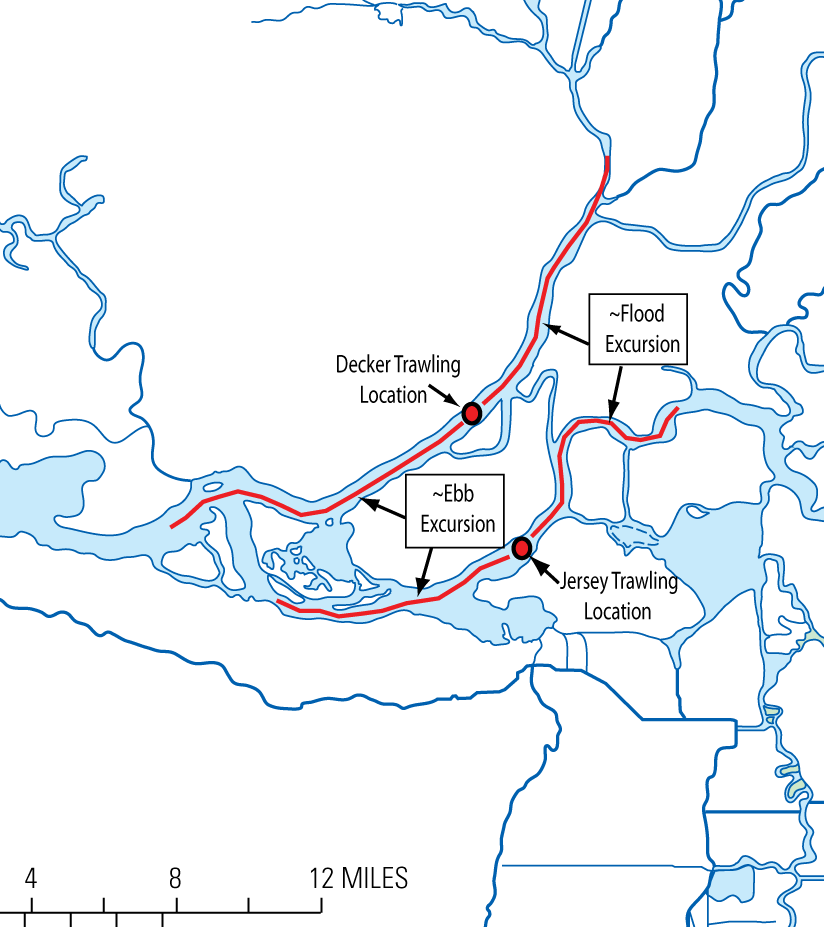 ~Flood
Excursion
Decker Trawling
Location
~Ebb
Excursion
Jersey Trawling
Location
4 8 12 MILES